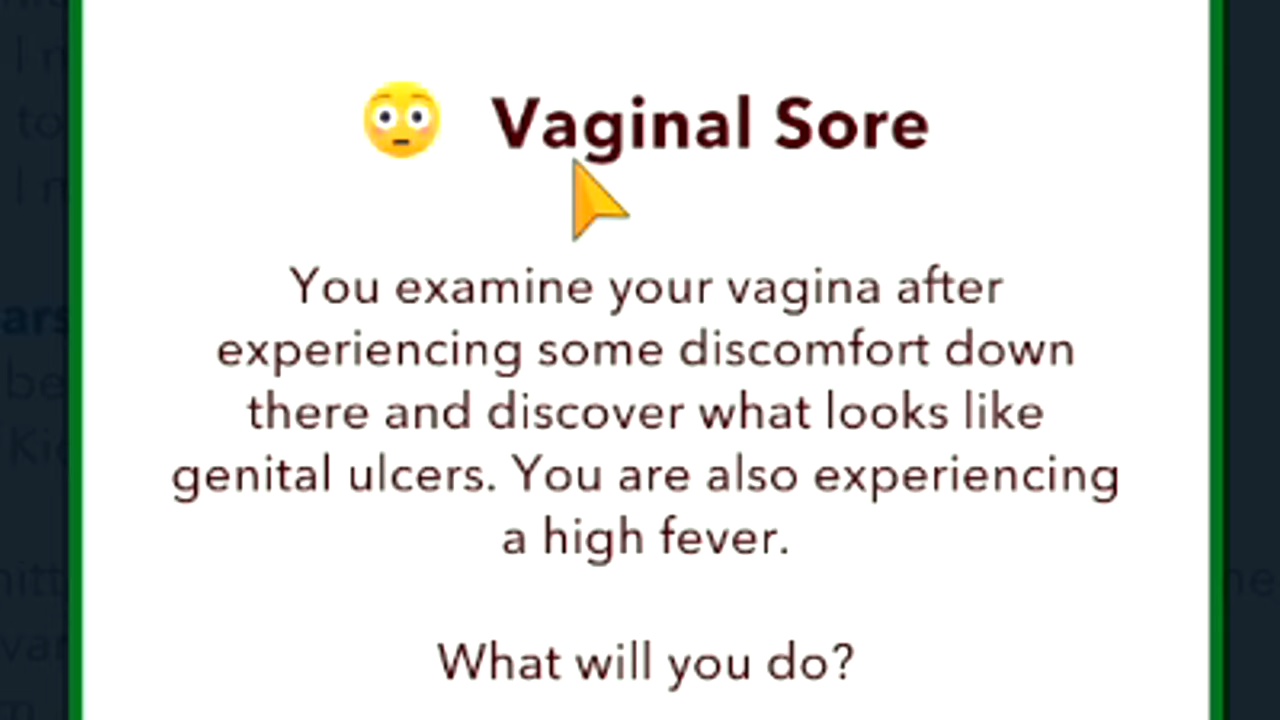 Vaginal Sore
You examine your vagina after
experiencing some discomfort down
there and discover what looks like
genital ulcers. You are also experiencing
a high fever.
What will you do?